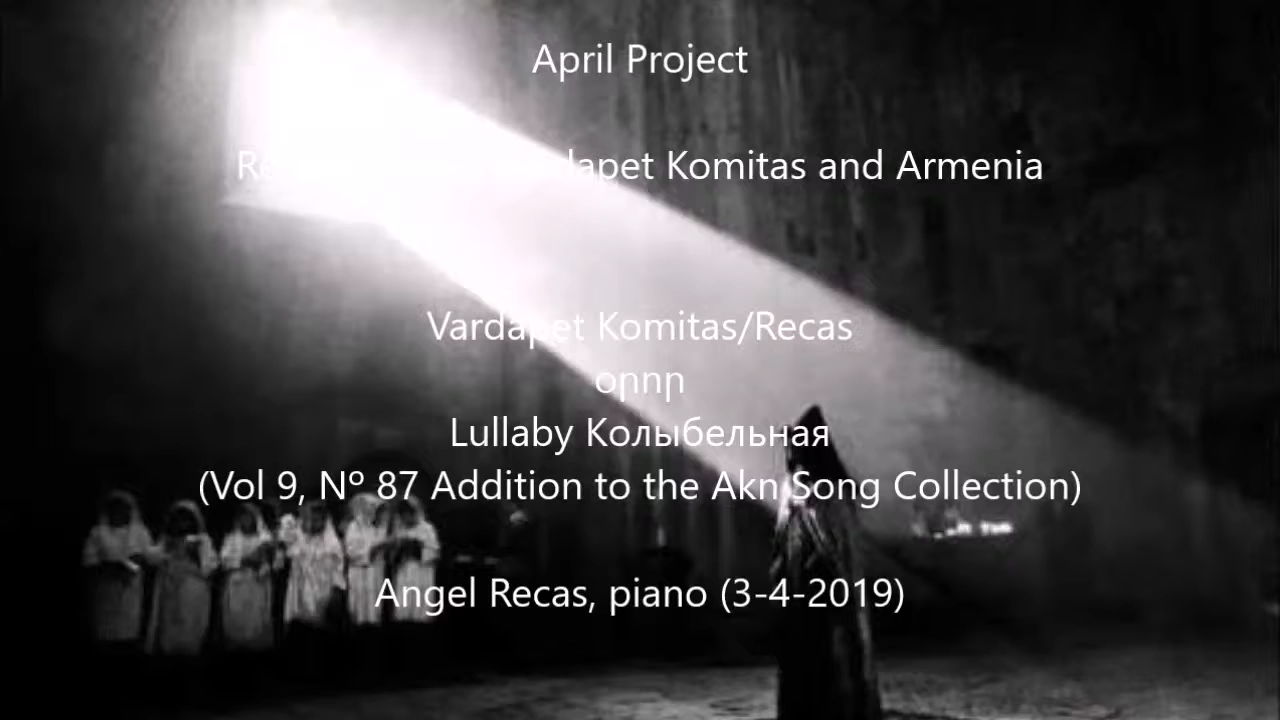 April Project
Vardapet Komitas and Armenia
Vardapet Komitas/Recas
օրոր
Lullaby Колыбельная
(Vol 9, Nº 87 Addition to the Akn Song Collection)
Angel Recas, piano (3-4-2019)